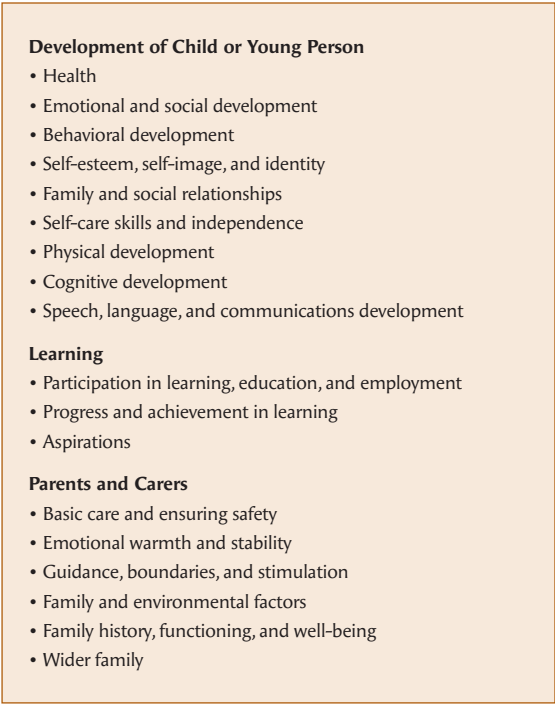 Development of Child or Young Person
• Health
• Emotional and social development
• Behavioral development
• Self-esteem, self-image, and identity
• Family and social relationships
• Self-care skills and independence
• Physical development
• Cognitive development
• Speech, language, and communications development
Learning
• Participation in learning, education, and employment
• Progress and achievement in learning
• Aspirations
Parents and Carers
• Basic care and ensuring safety
• Emotional warmth and stability
• Guidance, boundaries, and stimulation
• Family and environmental factors
• Family history, functioning, and well-being
• Wider family